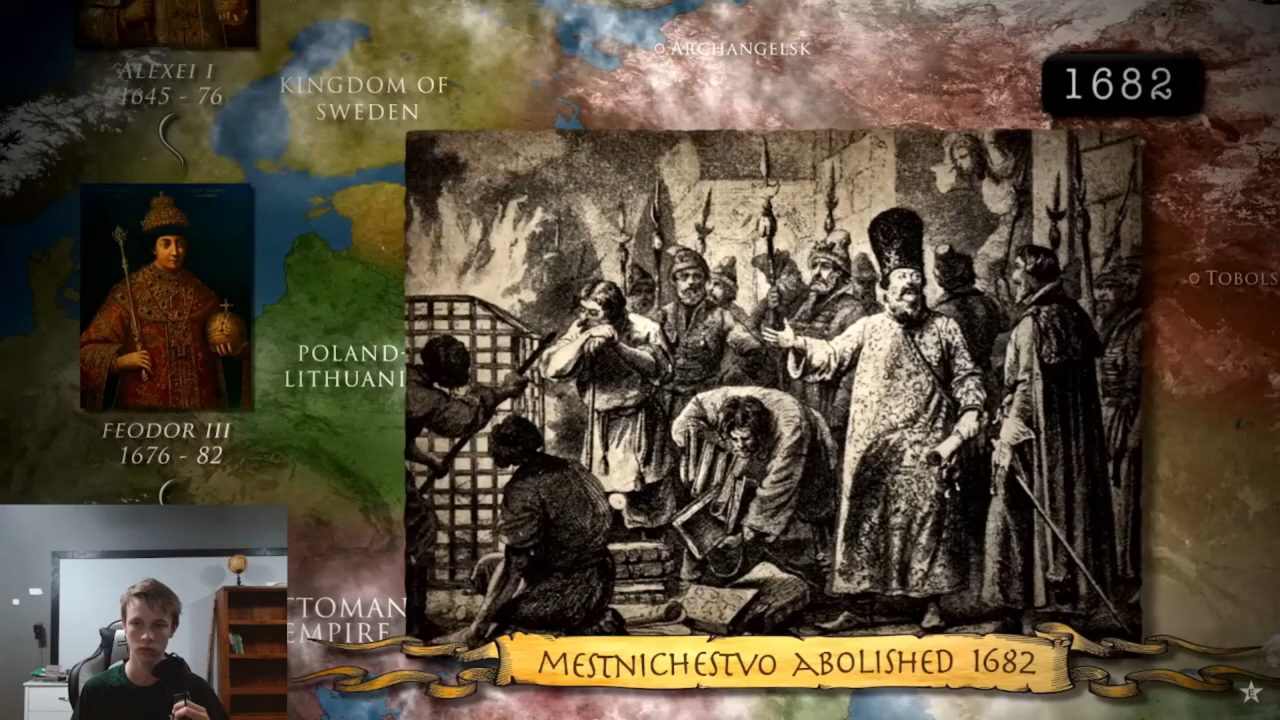 ALEXEI I
1645 - 76
KINGDOM OF
SWEDEN
ARCHANGELSK
1682
TOBOLS
POLAND-
LITHUANI
FEODOR III
1676 - 82
TTOMAN
EMPIRE
MESTNICHESTVO ABOLISHED 1682
E